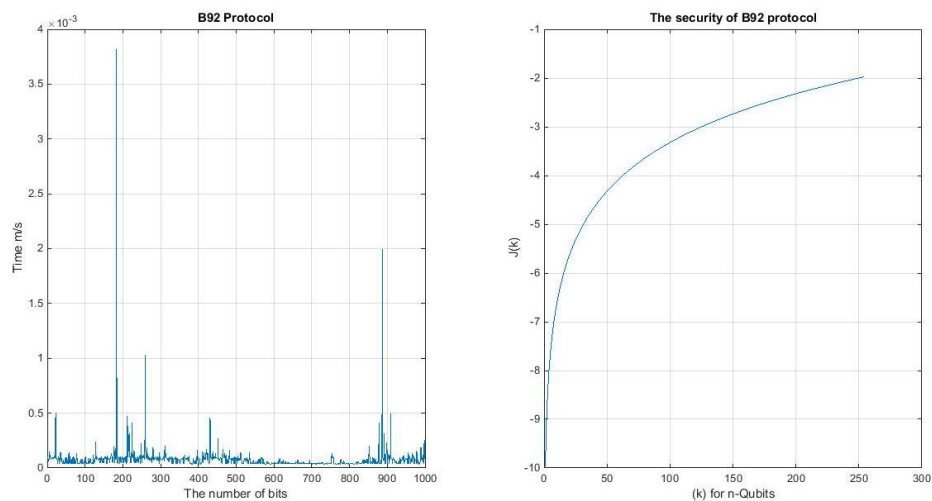 B92 Protocol
×10⁻³
4
3.5
3
2.5
2
1.5
1
0.5
0
Time m/s
0 100 200 300 400 500 600 700 800 900 1000
The number of bits
The security of B92 protocol
-1
-2
-3
-4
-5
-6
-7
-8
-9
-10
J(k)
0 50 100 150 200 250 300
(k) for n-Qubits